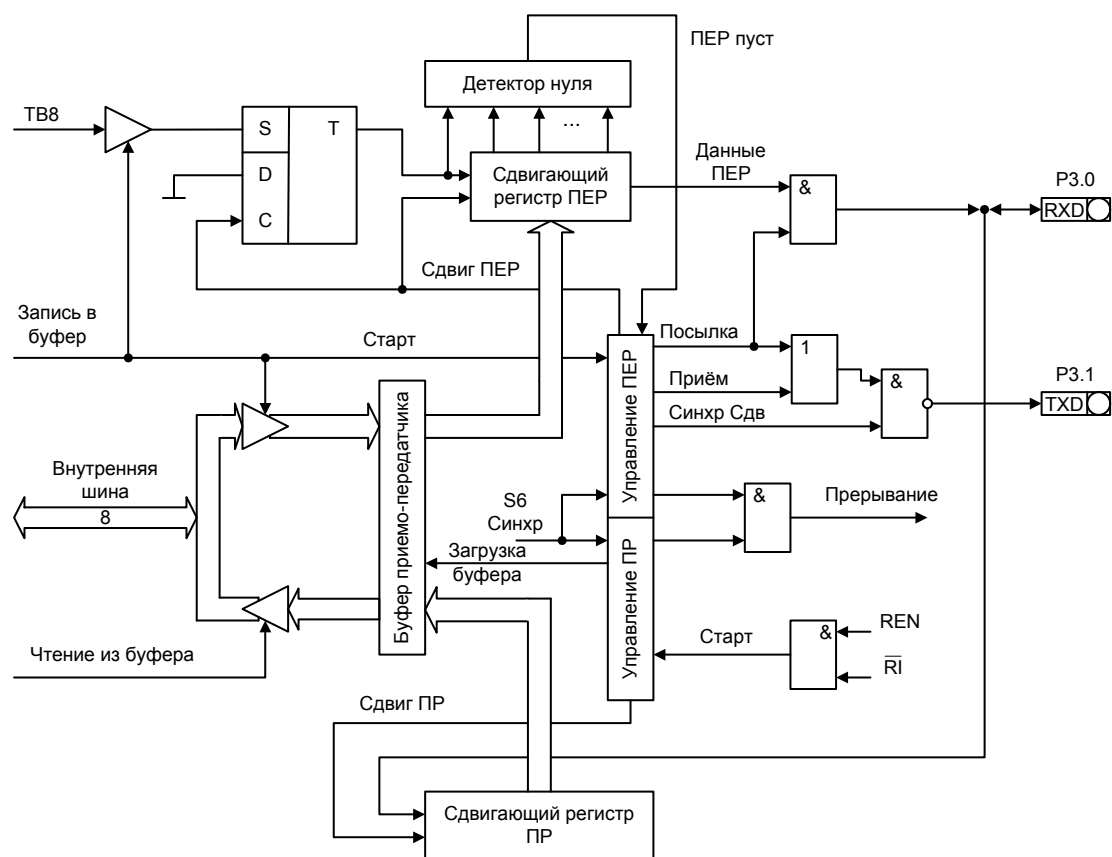 ПЕР пуст
Детектор нуля
TB8
S
T
...
D
C
Сдвигающий
регистр ПЕР
Данные
ПЕР
&
P3.0
RXD
Сдвиг ПЕР
Запись в
буфер
Старт
Посылка
1
Приём
&
P3.1
TXD
Синхр Сдв
Управление ПЕР
Буфер приемо-передатчика
Внутренняя
шина
8
S6
Синхр
&
Прерывание
Загрузка
буфера
Управление ПР
Чтение из буфера
Старт
&
REN
R̅I̅
Сдвиг ПР
Сдвигающий регистр
ПР